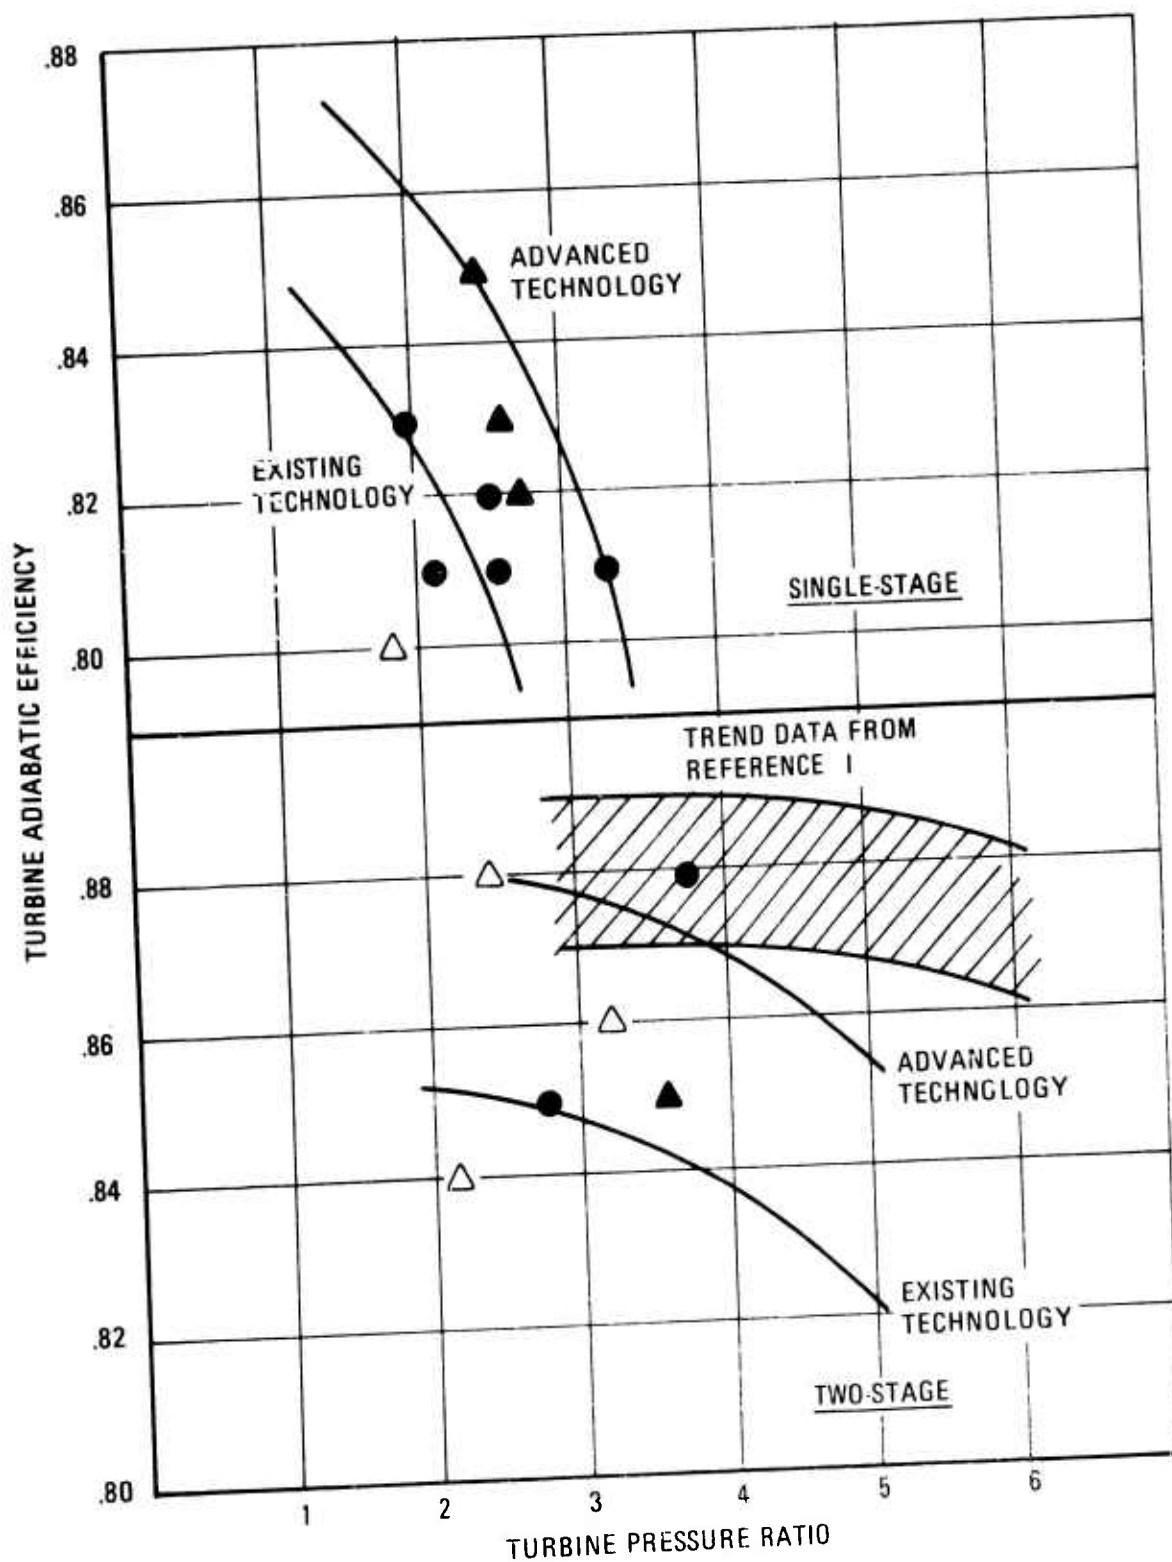 .88
.86
ADVANCED
TECHNOLOGY
.84
EXISTING
TECHNOLOGY
.82
SINGLE-STAGE
.80
TURBINE ADIABATIC EFFICIENCY
TREND DATA FROM
REFERENCE 1
.88
.86
ADVANCED
TECHNOLOGY
.84
EXISTING
TECHNOLOGY
.82
TWO-STAGE
.80
1 2 3 4 5 6
TURBINE PRESSURE RATIO